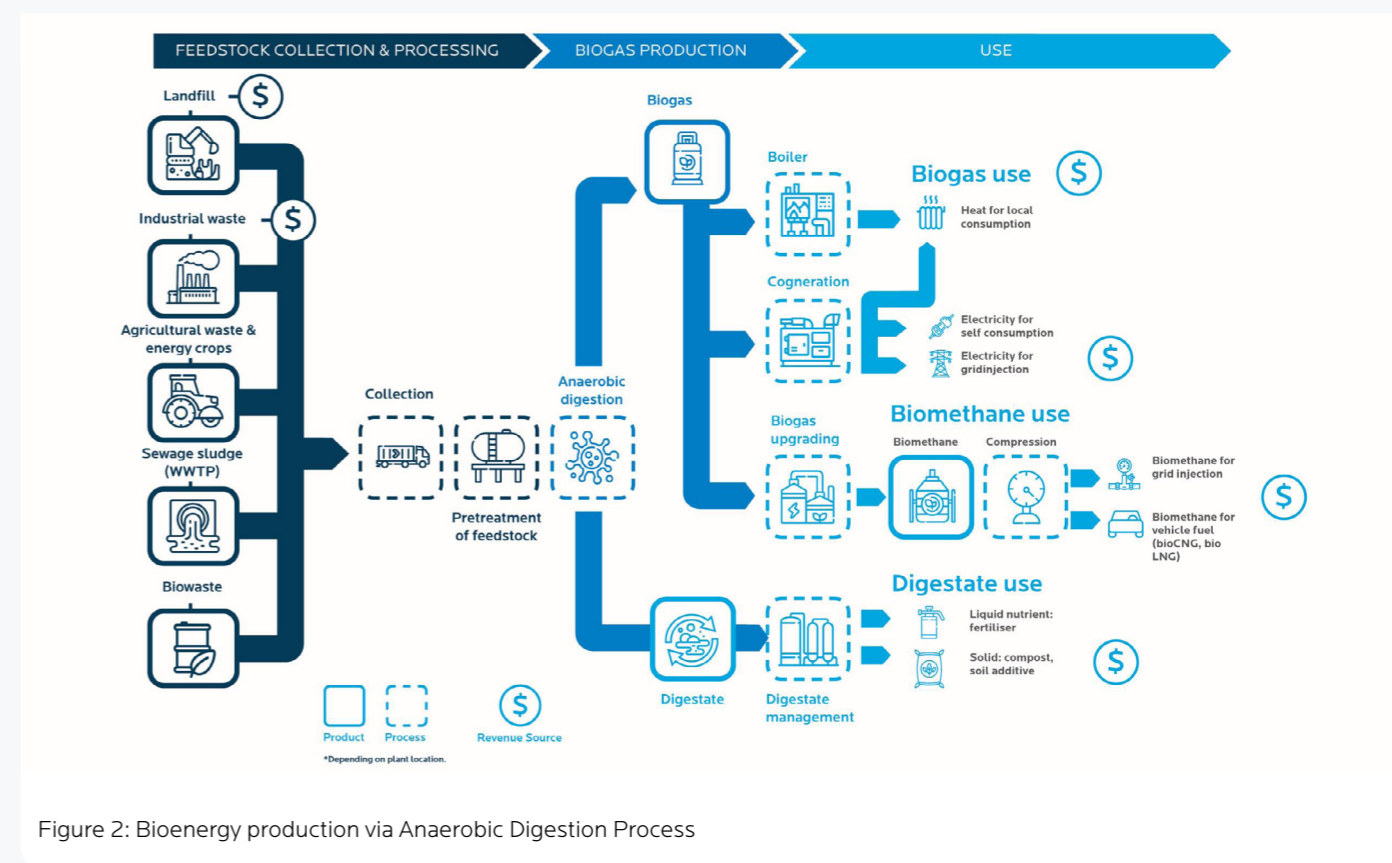 FEEDSTOCK COLLECTION & PROCESSING
BIOGAS PRODUCTION
USE
Landfill
$
Industrial waste
$
Agricultural waste &
energy crops
Sewage sludge
(WWTP)
Biowaste
Collection
Pretreatment
of feedstock
Anaerobic
digestion
Biogas
Boiler
Biogas use
$
Heat for local
consumption
Cogneration
Electricity for
self consumption
Electricity for
gridinjection
$
Biogas
upgrading
Biomethane use
Biomethane
Compression
Biomethane for
grid injection
Biomethane for
vehicle fuel
(bioCNG, bio
LNG)
$
Digestate
Digestate
management
Digestate use
Liquid nutrient:
fertiliser
Solid: compost,
soil additive
$
Product
Process
$
Revenue Source
*Depending on plant location.
Figure 2: Bioenergy production via Anaerobic Digestion Process